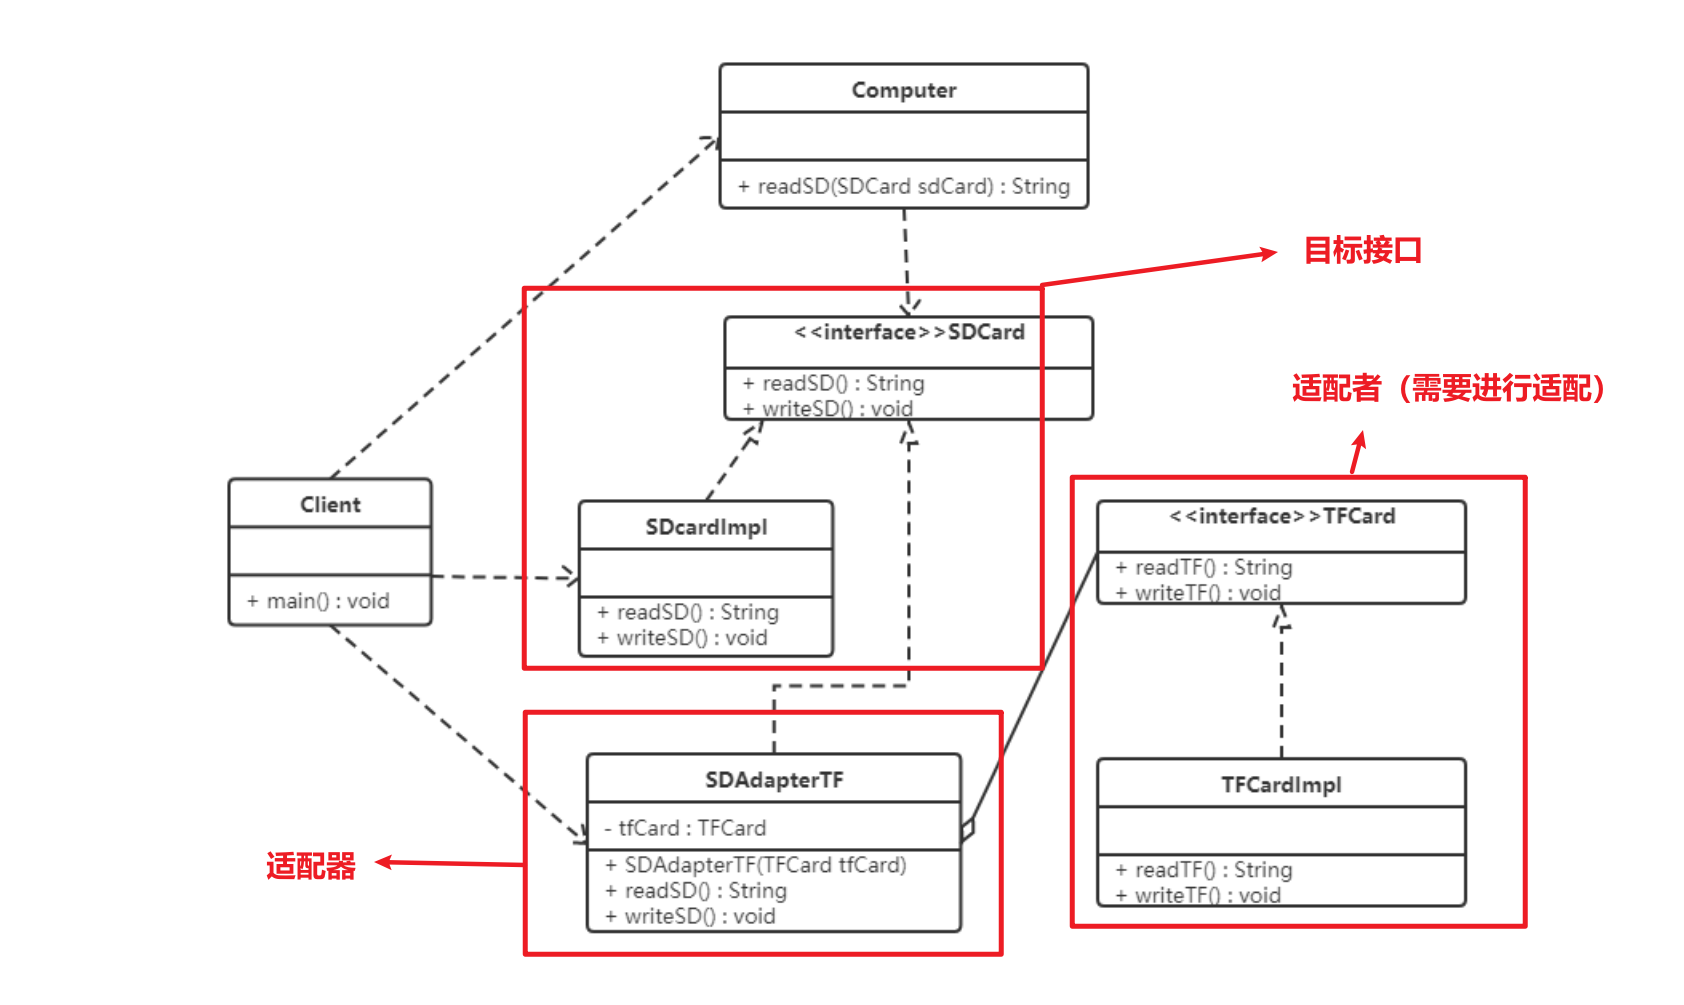 Computer
+ readSD(SDCard sdCard) : String
目标接口
<<interface>>SDCard
+ readSD() : String
+ writeSD() : void
适配者（需要进行适配）
Client
+ main() : void
SDcardImpl
+ readSD() : String
+ writeSD() : void
<<interface>>TFCard
+ readTF() : String
+ writeTF() : void
SDAdapterTF
- tfCard : TFCard
+ SDAdapterTF(TFCard tfCard)
+ readSD() : String
+ writeSD() : void
适配器
TFCardImpl
+ readTF() : String
+ writeTF() : void